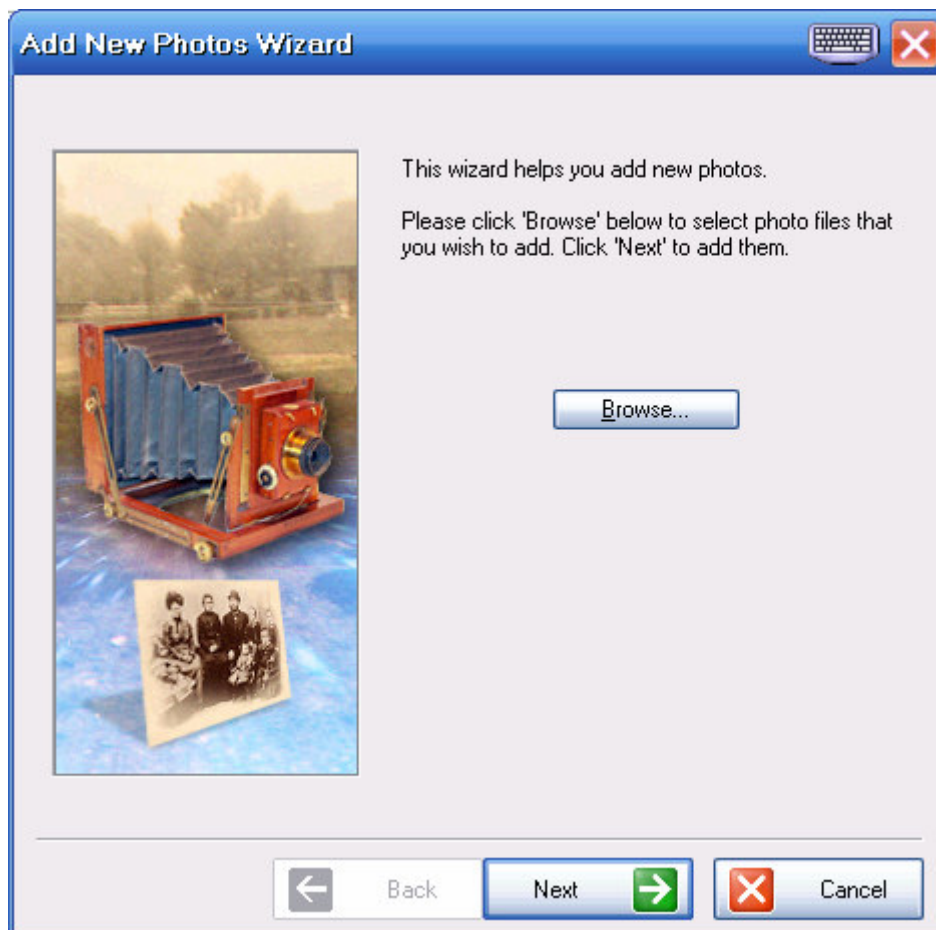 Add New Photos Wizard
This wizard helps you add new photos.
Please click 'Browse' below to select photo files that
you wish to add. Click 'Next' to add them.
Browse...
Back
Next
Cancel